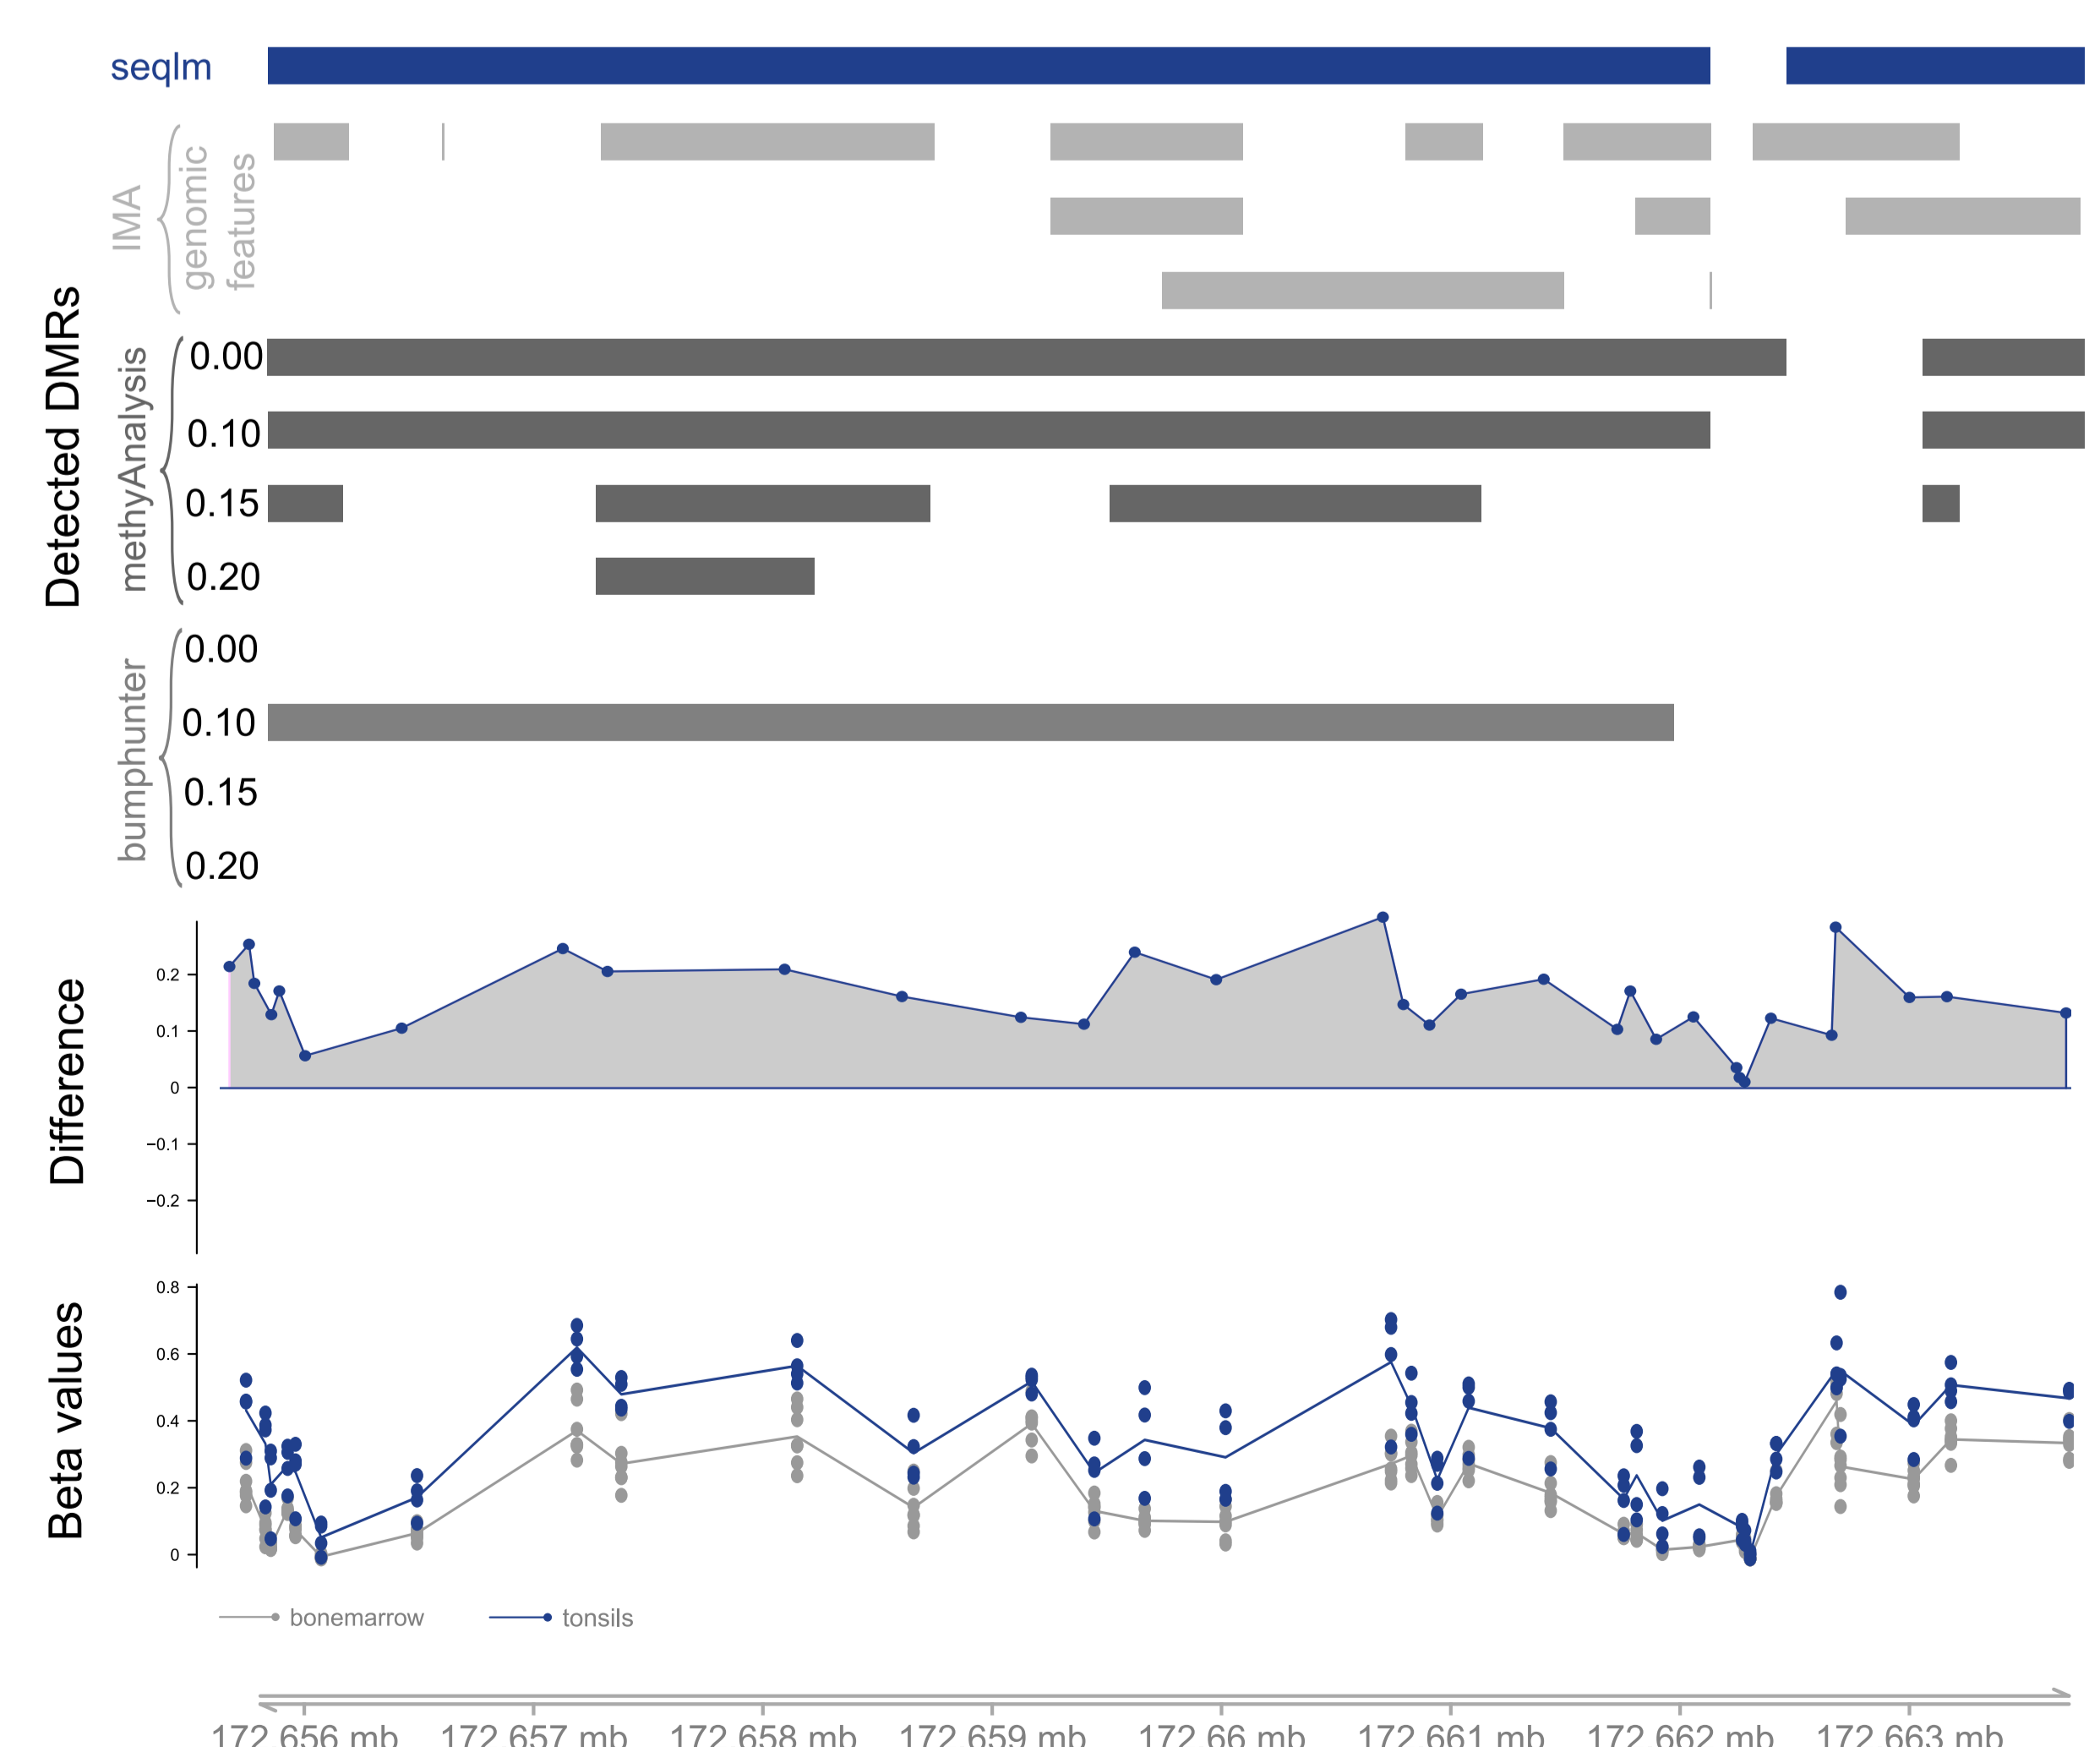 seqlm
IMA
genomic
features
Detected DMRs
methyAnalysis
0.00
0.10
0.15
0.20
bumphunter
0.00
0.10
0.15
0.20
Difference
0.2
0.1
0
−0.1
−0.2
Beta values
0.8
0.6
0.4
0.2
0
bonemarrow tonsils
172.656 mb 172.657 mb 172.658 mb 172.659 mb 172.66 mb 172.661 mb 172.662 mb 172.663 mb